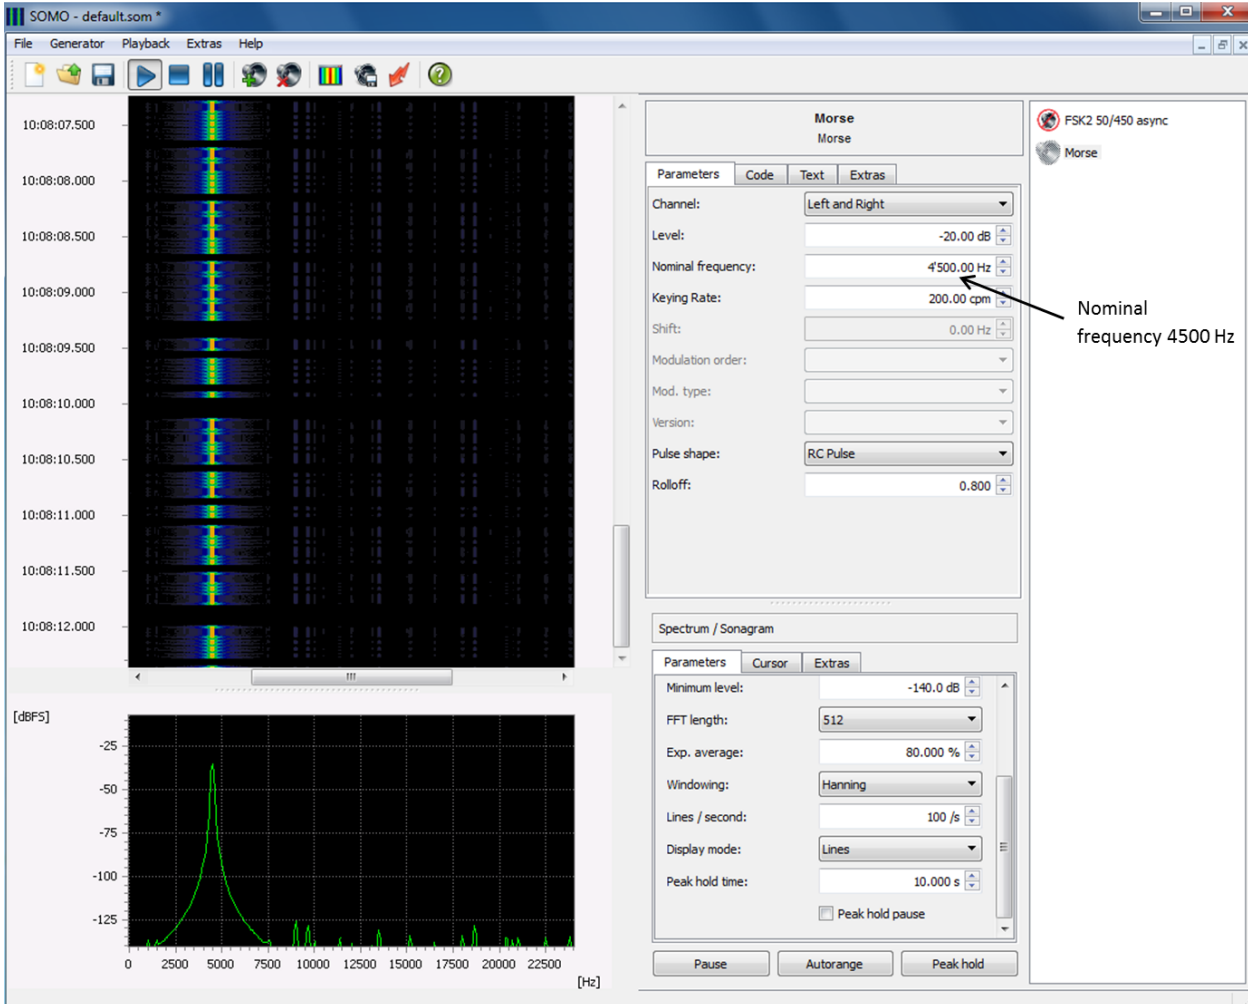 SOMO - default.som *
File Generator Playback Extras Help
10:08:07.500
10:08:08.000
10:08:08.500
10:08:09.000
10:08:09.500
10:08:10.000
10:08:10.500
10:08:11.000
10:08:11.500
10:08:12.000
[dBFS]
-25
-50
-75
-100
-125
0 2500 5000 7500 10000 12500 15000 17500 20000 22500
[Hz]
Morse
Morse
Parameters Code Text Extras
Channel: Left and Right
Level: -20.00 dB
Nominal frequency: 4'500.00 Hz
Keying Rate: 200.00 cpm
Shift: 0.00 Hz
Modulation order:
Mod. type:
Version:
Pulse shape: RC Pulse
Rolloff: 0.800
Spectrum / Sonagram
Parameters Cursor Extras
Minimum level: -140.0 dB
FFT length: 512
Exp. average: 80.000 %
Windowing: Hanning
Lines / second: 100 /s
Display mode: Lines
Peak hold time: 10.000 s
Peak hold pause
Pause Autorange Peak hold
FSK2 50/450 async
Morse
Nominal
frequency 4500 Hz